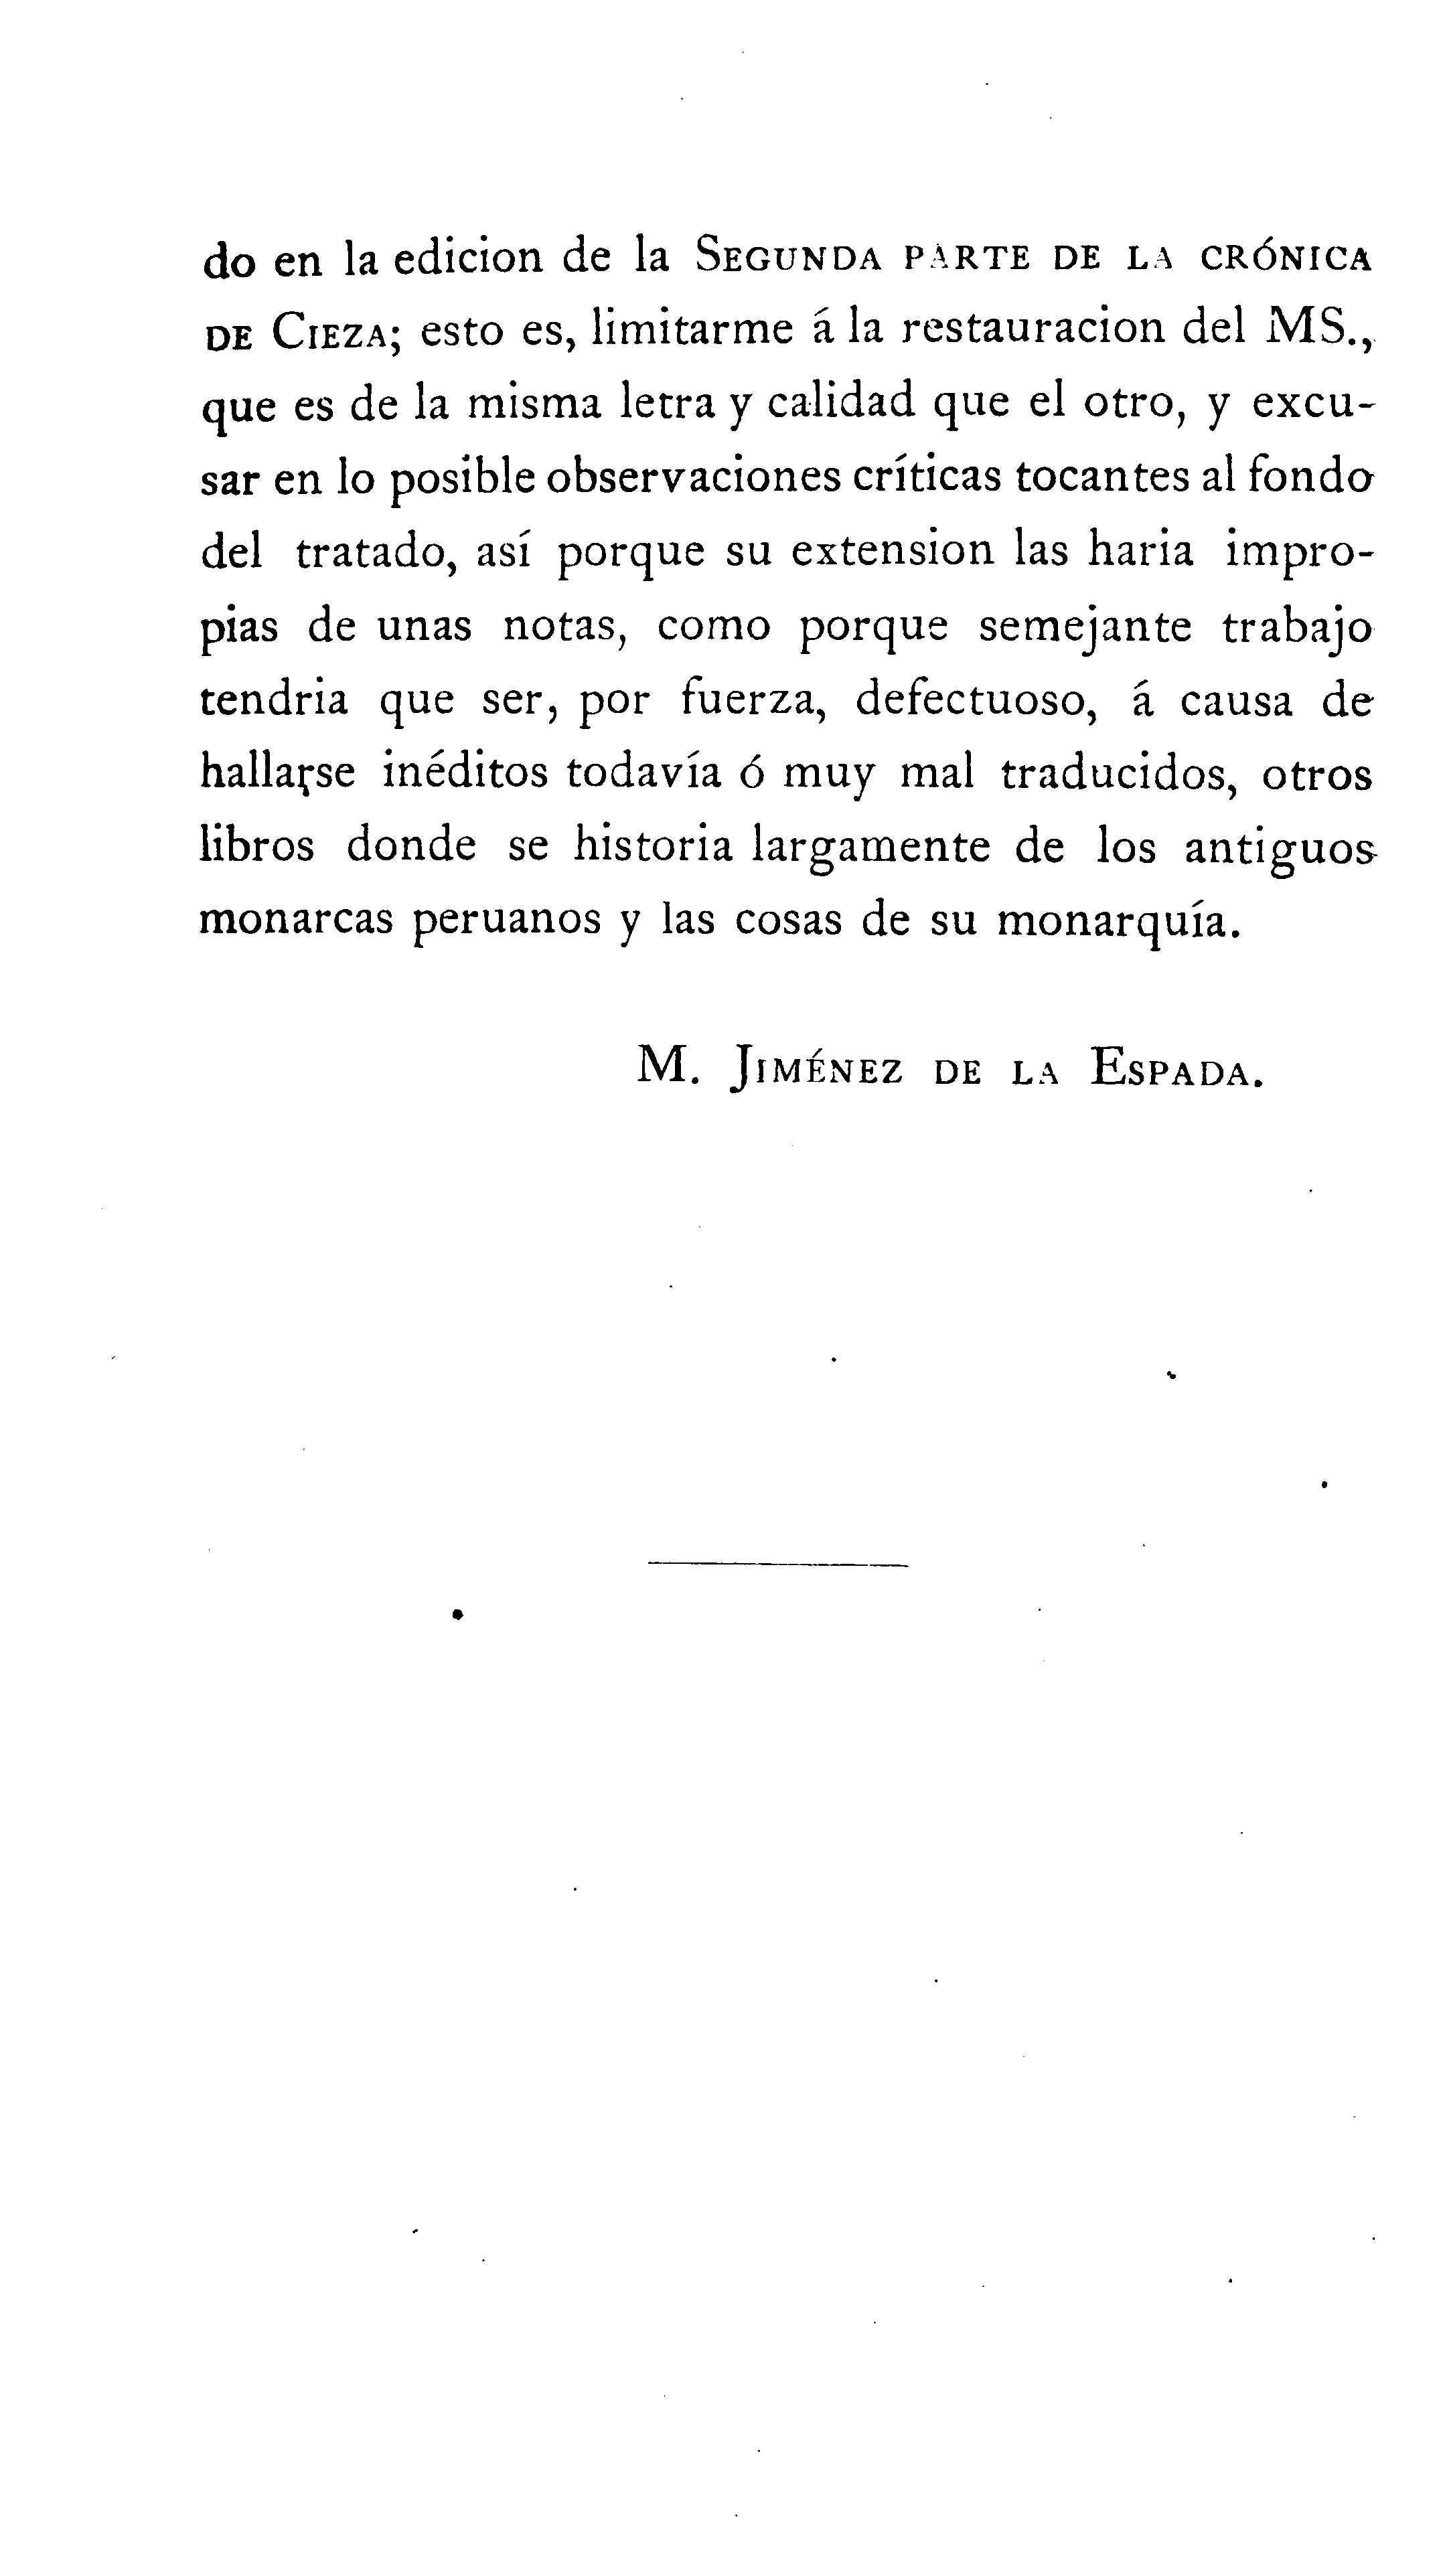 do en la edicion de la SEGUNDA PARTE DE LA CRÓNICA
DE CIEZA; esto es, limitarme á la restauracion del MS.,
que es de la misma letra y calidad que el otro, y excu-
sar en lo posible observaciones críticas tocantes al fondo
del tratado, así porque su extension las haria impro-
pias de unas notas, como porque semejante trabajo
tendria que ser, por fuerza, defectuoso, á causa de
hallarse inéditos todavía ó muy mal traducidos, otros
libros donde se historia largamente de los antiguos
monarcas peruanos y las cosas de su monarquía.
M. JIMÉNEZ DE LA ESPADA.